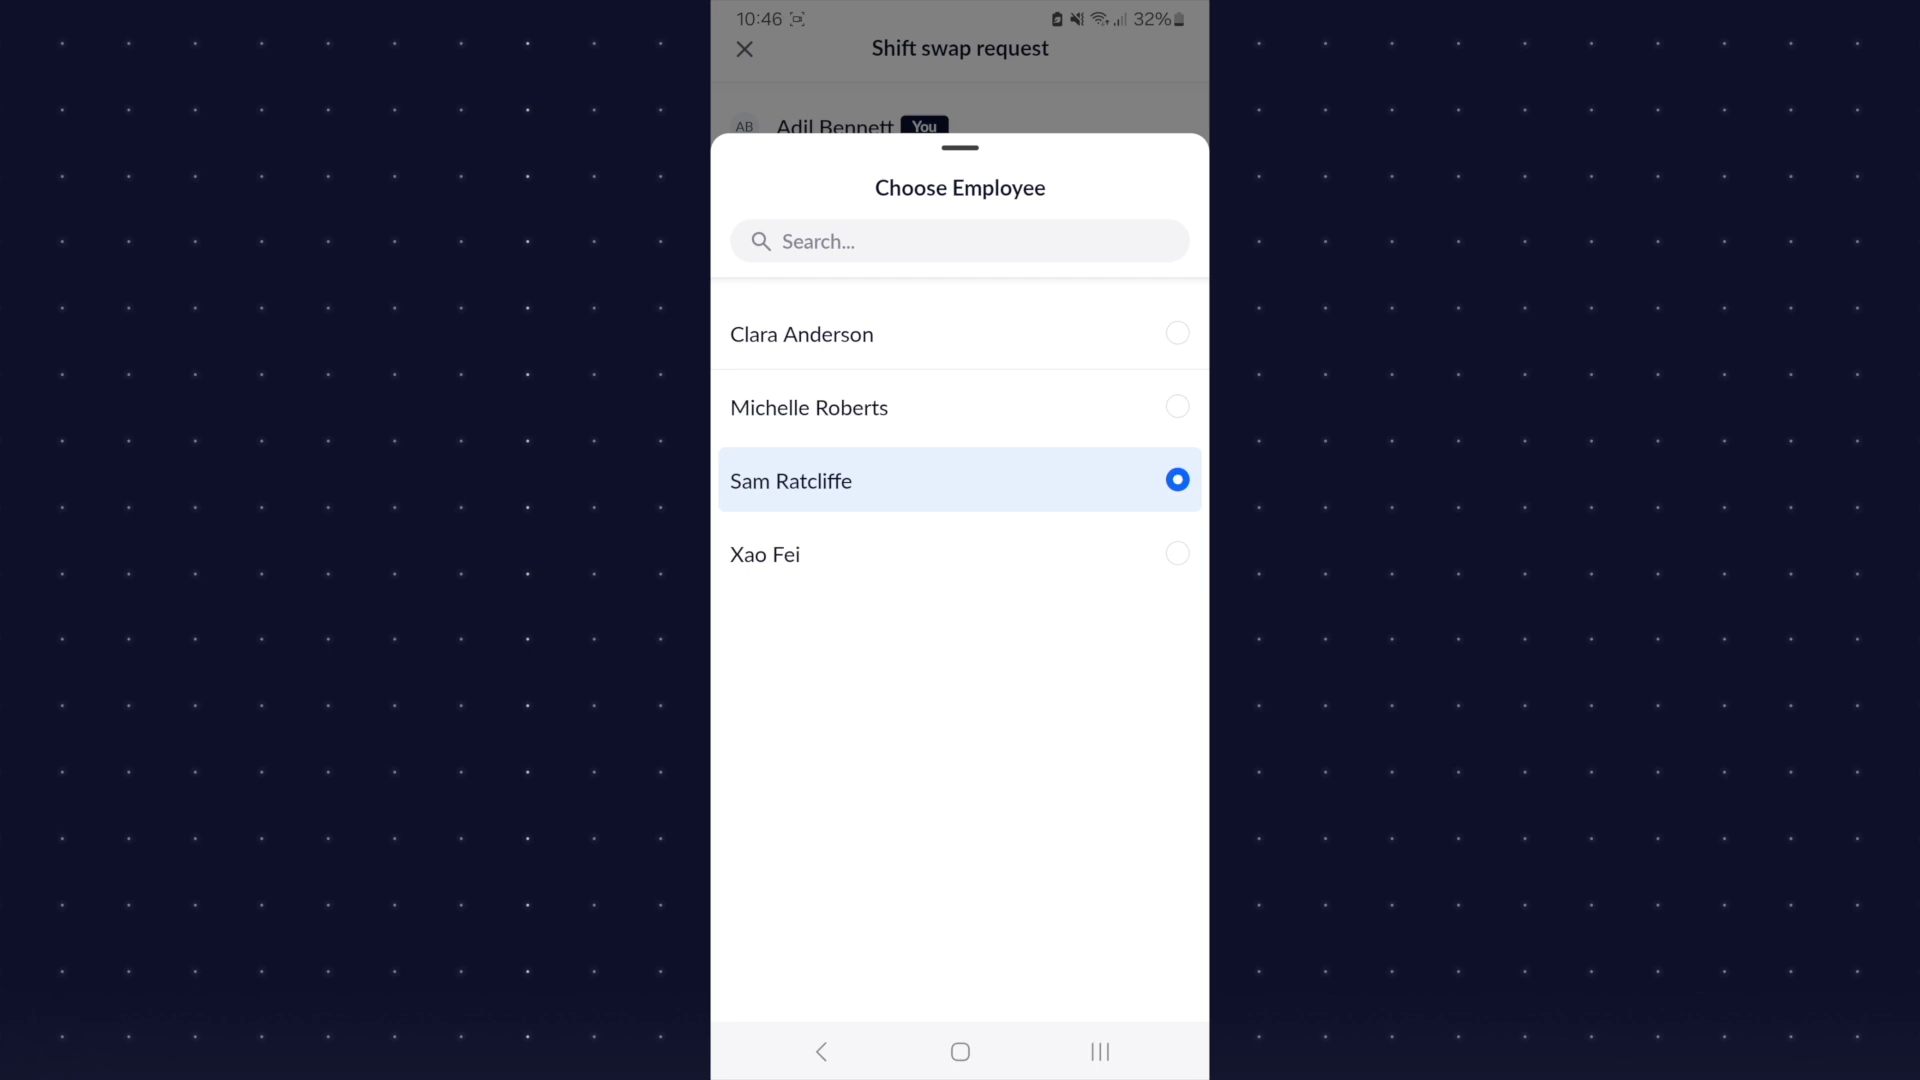 10:46 32%
Shift swap request
AB Adil Bennett You
Choose Employee
Search...
Clara Anderson
Michelle Roberts
Sam Ratcliffe
Xao Fei